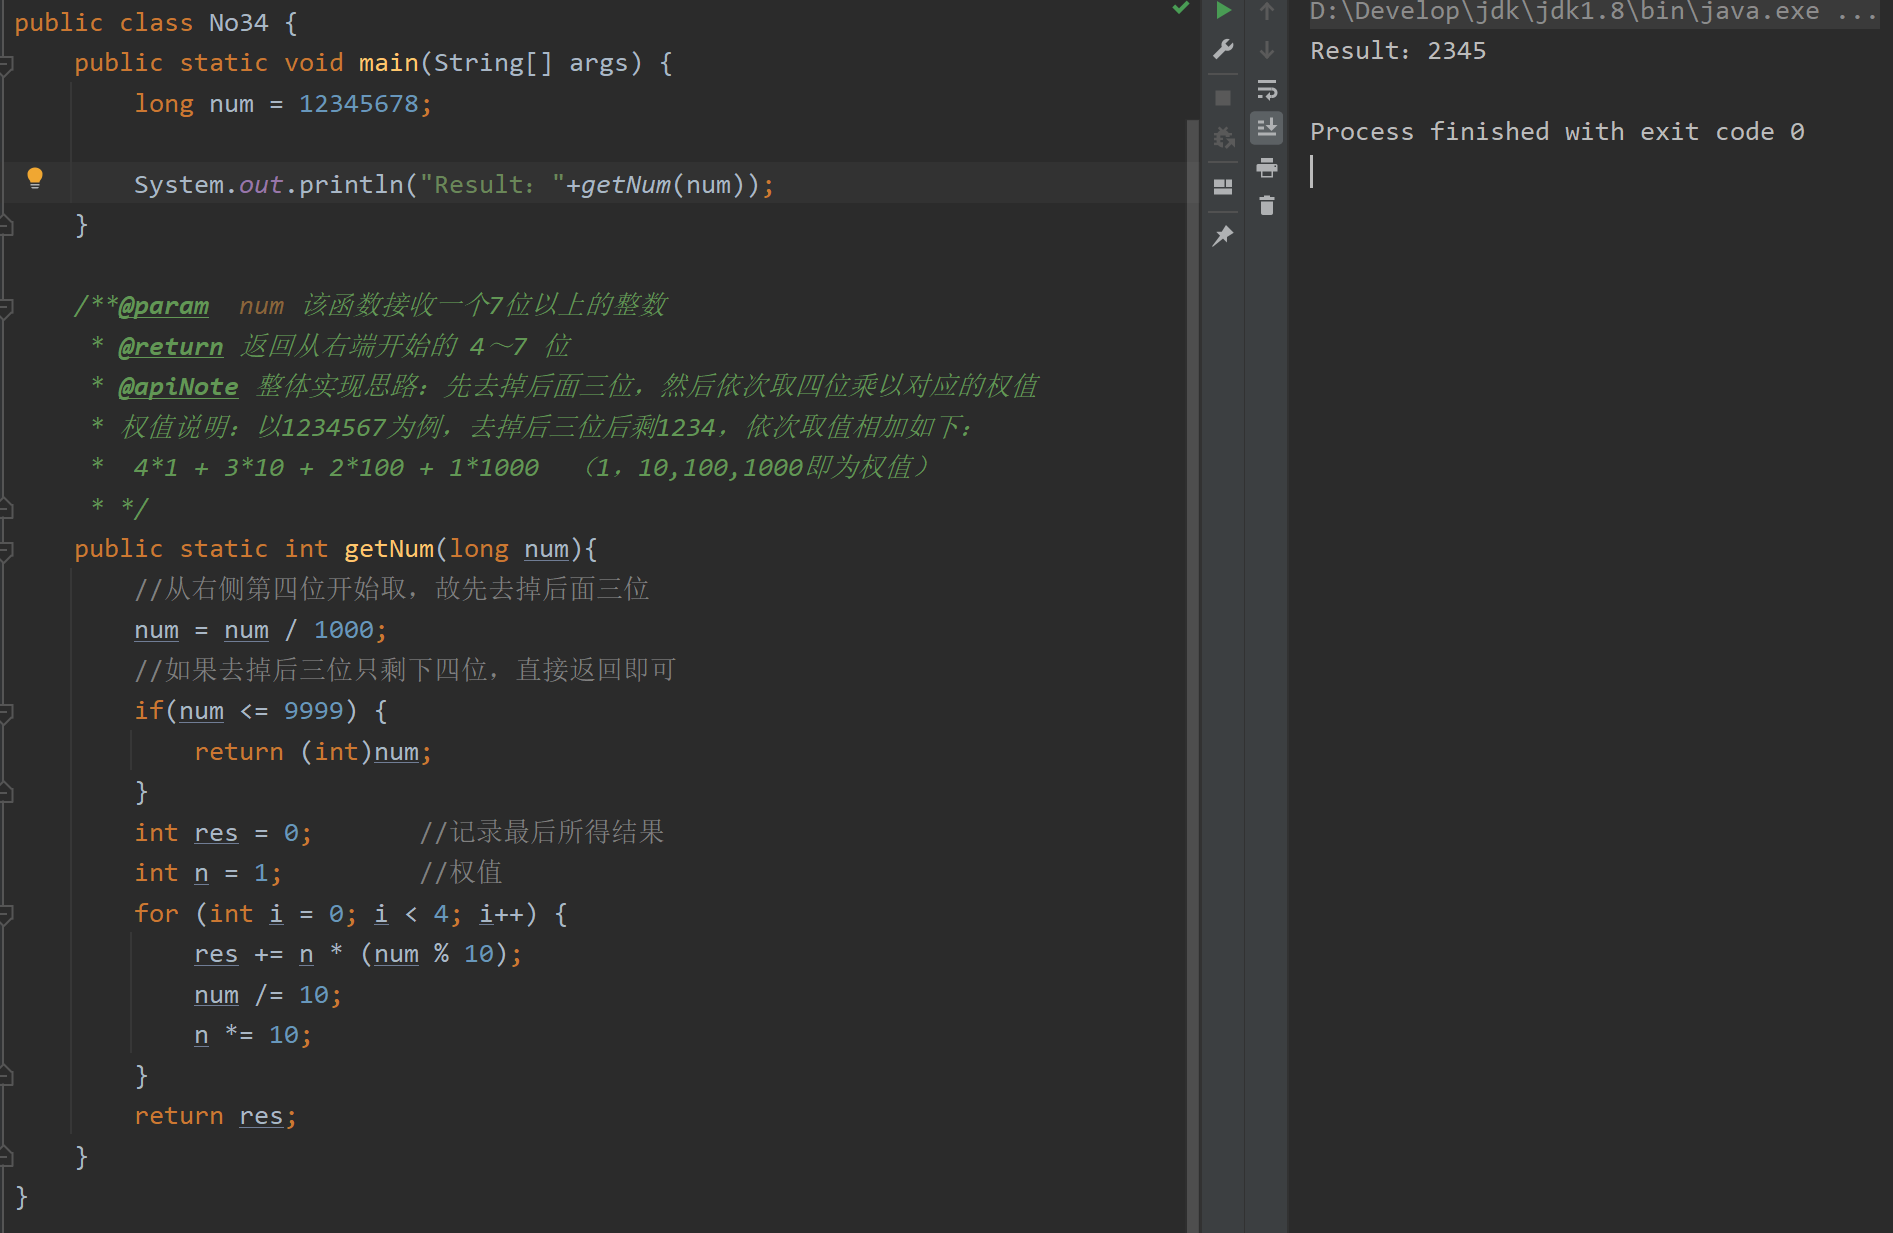 public class No34 {
    public static void main(String[] args) {
        long num = 12345678;
        System.out.println("Result："+getNum(num));
    }
    /**@param  num 该函数接收一个7位以上的整数
     * @return 返回从右端开始的 4～7 位
     * @apiNote 整体实现思路：先去掉后面三位，然后依次取四位乘以对应的权值
     * 权值说明：以1234567为例，去掉后三位后剩1234，依次取值相加如下：
     *  4*1 + 3*10 + 2*100 + 1*1000  （1，10,100,1000即为权值）
     * */
    public static int getNum(long num){
        //从右侧第四位开始取，故先去掉后面三位
        num = num / 1000;
        //如果去掉后三位只剩下四位，直接返回即可
        if(num <= 9999) {
            return (int)num;
        }
        int res = 0;       //记录最后所得结果
        int n = 1;         //权值
        for (int i = 0; i < 4; i++) {
            res += n * (num % 10);
            num /= 10;
            n *= 10;
        }
        return res;
    }
}
D:\Develop\jdk\jdk1.8\bin\java.exe ...
Result：2345
Process finished with exit code 0